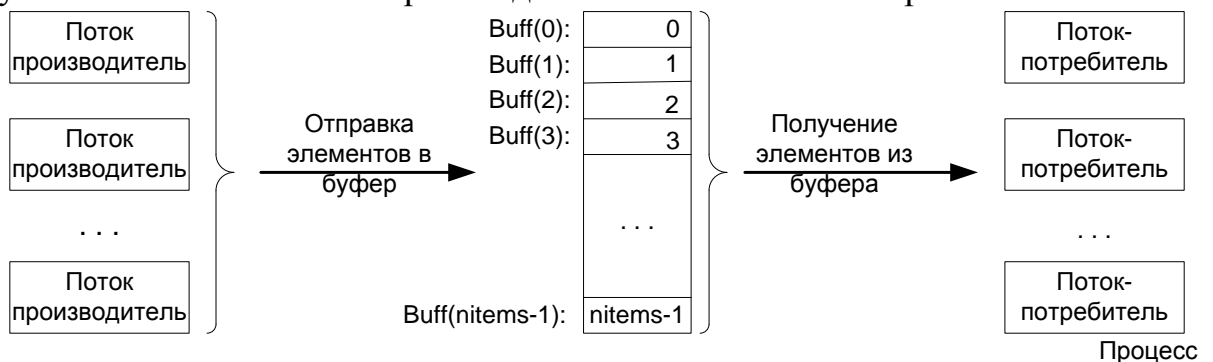 Поток
производитель
Поток
производитель
. . .
Поток
производитель
Отправка
элементов в
буфер
Buff(0): 0
Buff(1): 1
Buff(2): 2
Buff(3): 3
. . .
Buff(nitems-1): nitems-1
Получение
элементов из
буфера
Поток-
потребитель
Поток-
потребитель
. . .
Поток-
потребитель
Процесс